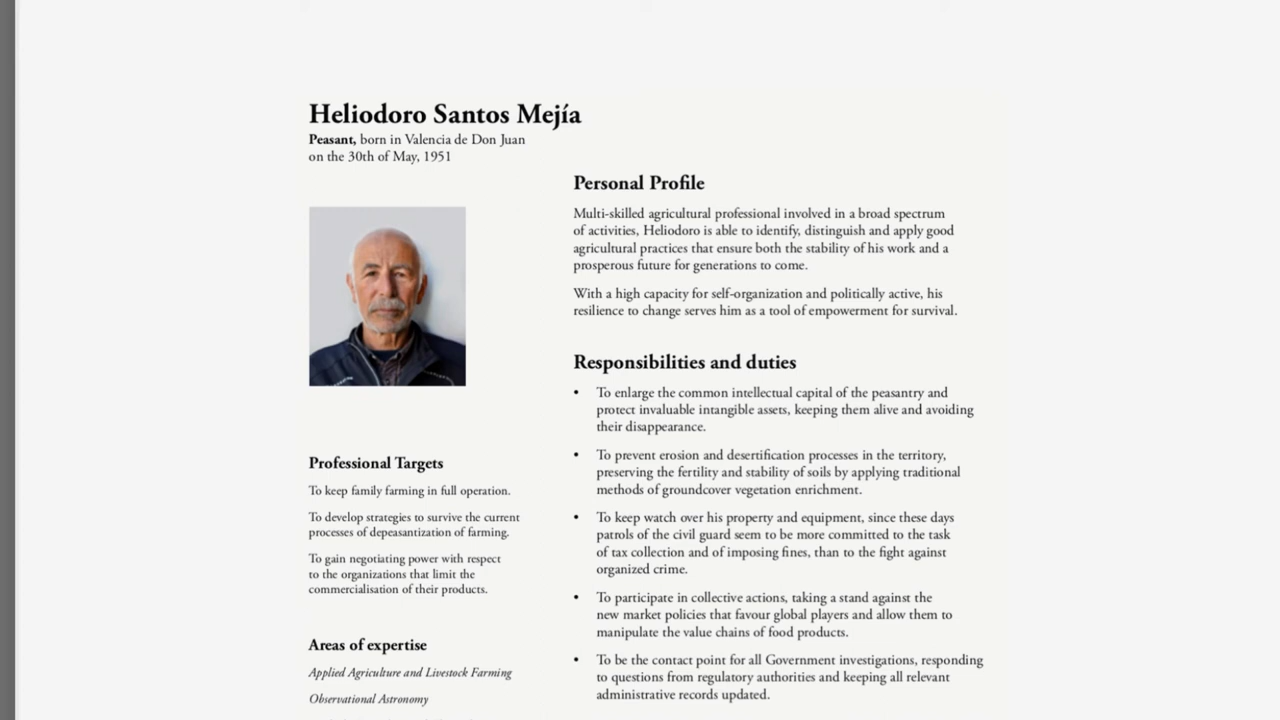 Heliodoro Santos Mejía
Peasant, born in Valencia de Don Juan
on the 30th of May, 1951
Professional Targets
To keep family farming in full operation.
To develop strategies to survive the current
processes of depeasantization of farming.
To gain negotiating power with respect
to the organizations that limit the
commercialisation of their products.
Areas of expertise
Applied Agriculture and Livestock Farming
Observational Astronomy
Personal Profile
Multi-skilled agricultural professional involved in a broad spectrum
of activities, Heliodoro is able to identify, distinguish and apply good
agricultural practices that ensure both the stability of his work and a
prosperous future for generations to come.
With a high capacity for self-organization and politically active, his
resilience to change serves him as a tool of empowerment for survival.
Responsibilities and duties
• To enlarge the common intellectual capital of the peasantry and
protect invaluable intangible assets, keeping them alive and avoiding
their disappearance.
• To prevent erosion and desertification processes in the territory,
preserving the fertility and stability of soils by applying traditional
methods of groundcover vegetation enrichment.
• To keep watch over his property and equipment, since these days
patrols of the civil guard seem to be more committed to the task
of tax collection and of imposing fines, than to the fight against
organized crime.
• To participate in collective actions, taking a stand against the
new market policies that favour global players and allow them to
manipulate the value chains of food products.
• To be the contact point for all Government investigations, responding
to questions from regulatory authorities and keeping all relevant
administrative records updated.